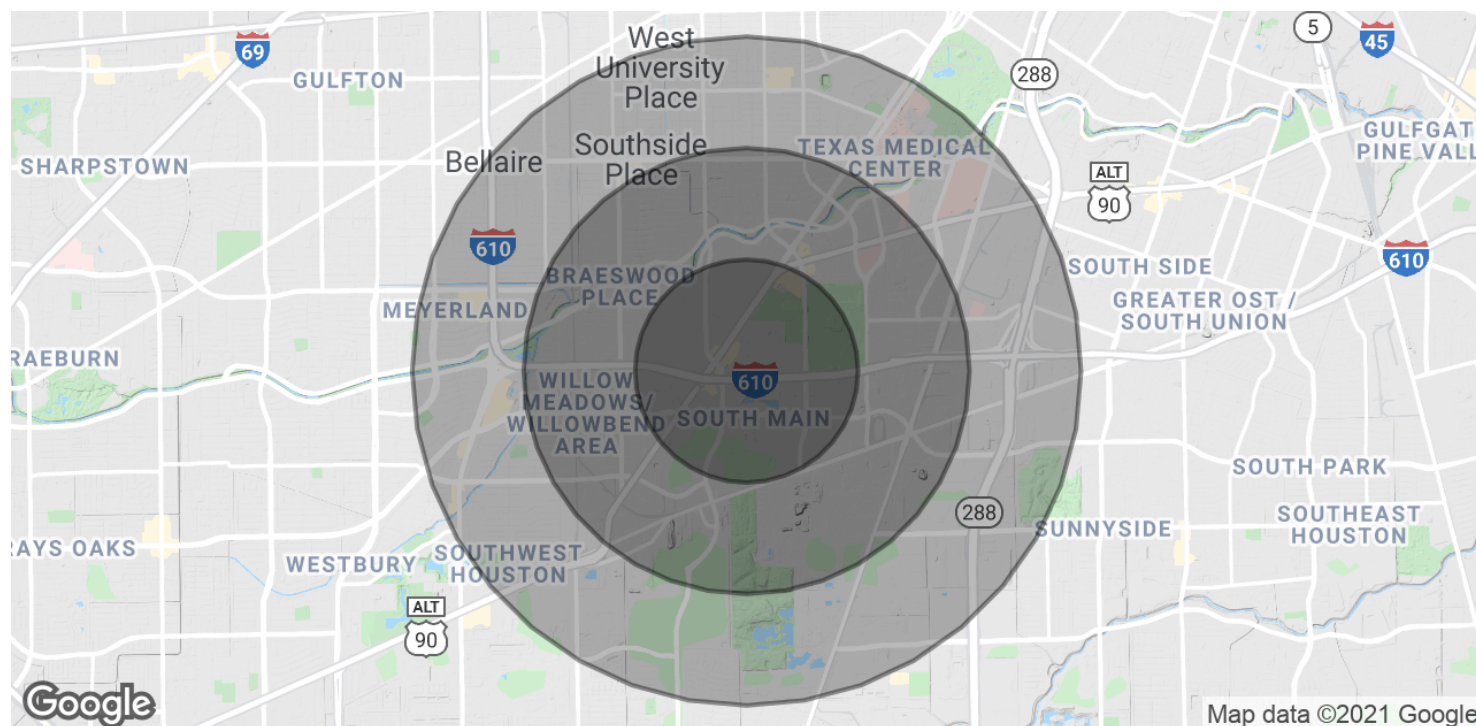 West
University
Place
5
45
69
288
GULFTON
GULFGAT
PINE VALL
Southside
Place
TEXAS MEDICAL
CENTER
SHARPSTOWN
Bellaire
ALT
90
610
610
SOUTH SIDE
BRAESWOOD
PLACE
MEYERLAND
GREATER OST /
SOUTH UNION
RAEBURN
610
WILLOW
MEADOWS/
WILLOWBEND
AREA
SOUTH MAIN
SOUTH PARK
288
SUNNYSIDE
SOUTHEAST
HOUSTON
RAYS OAKS
WESTBURY
SOUTHWEST
HOUSTON
ALT
90
Google
Map data ©2021 Google